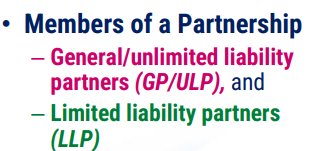 • Members of a Partnership
– General/unlimited liability
partners (GP/ULP), and
– Limited liability partners
(LLP)